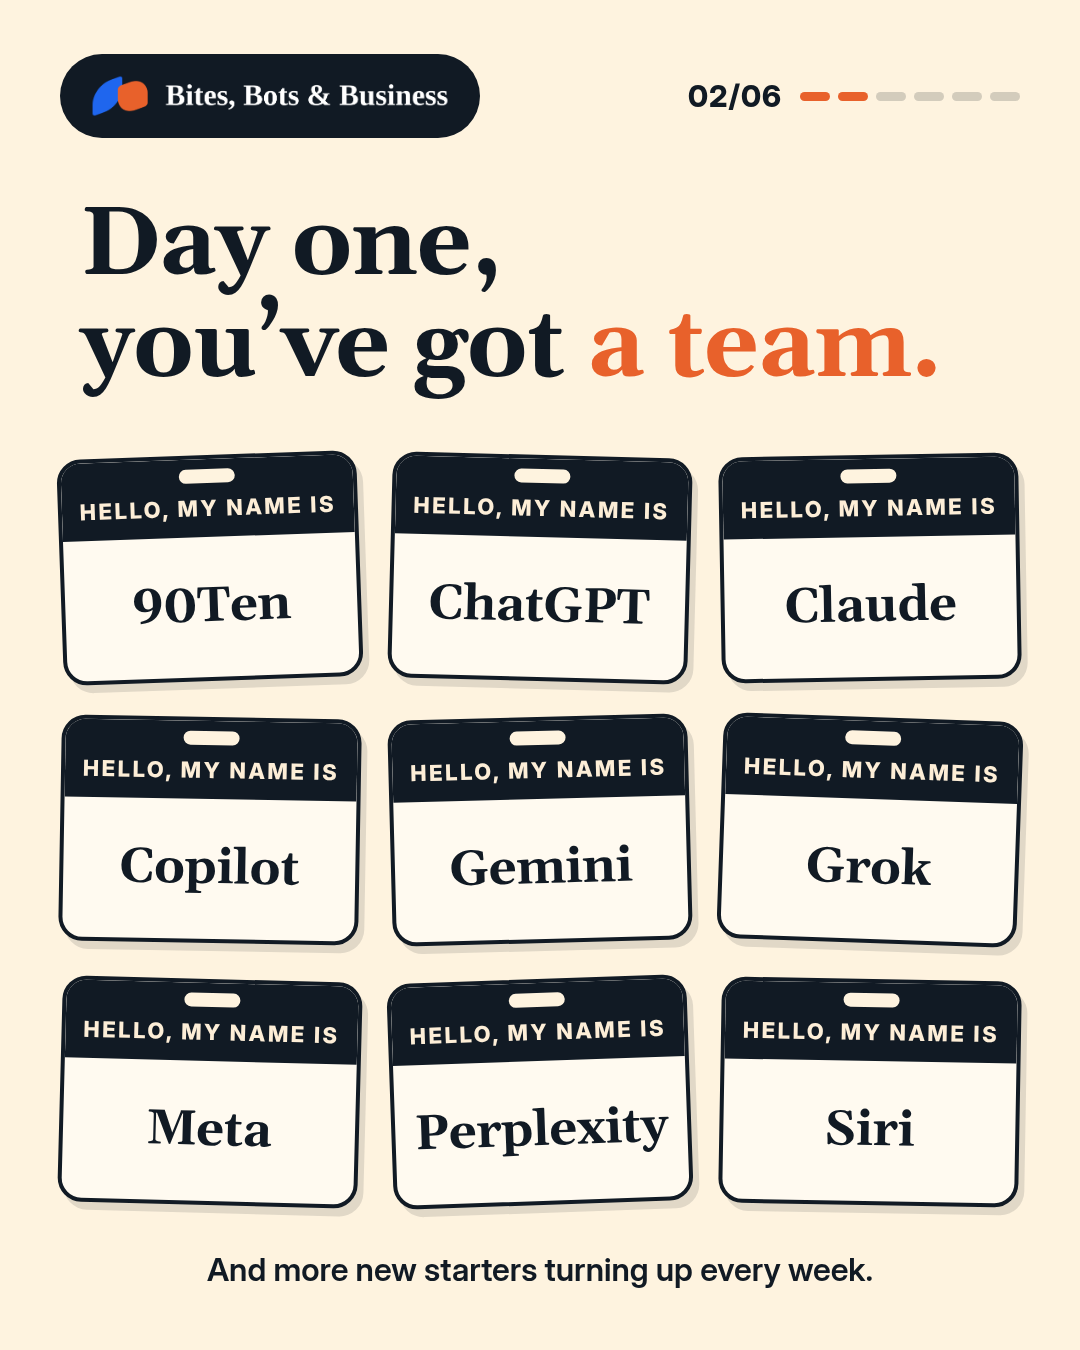 Bites, Bots & Business
02/06
Day one,
you’ve got a team.
HELLO, MY NAME IS
90Ten
HELLO, MY NAME IS
ChatGPT
HELLO, MY NAME IS
Claude
HELLO, MY NAME IS
Copilot
HELLO, MY NAME IS
Gemini
HELLO, MY NAME IS
Grok
HELLO, MY NAME IS
Meta
HELLO, MY NAME IS
Perplexity
HELLO, MY NAME IS
Siri
And more new starters turning up every week.